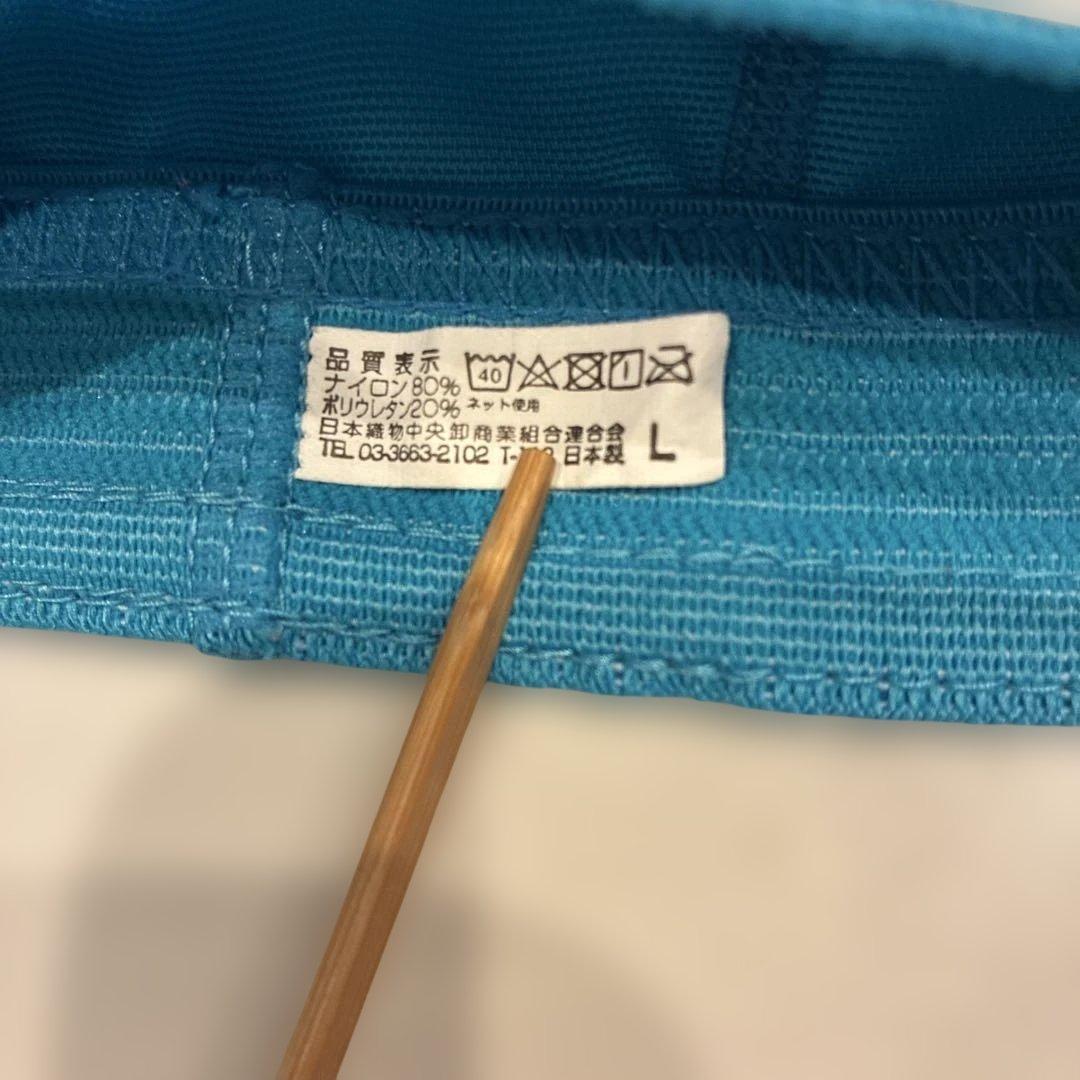 品質表示 40
ナイロン80%
ポリウレタン20% ネット使用
日本織物中央卸商業組合連合会
TEL 03-3663-2102 日本製 L